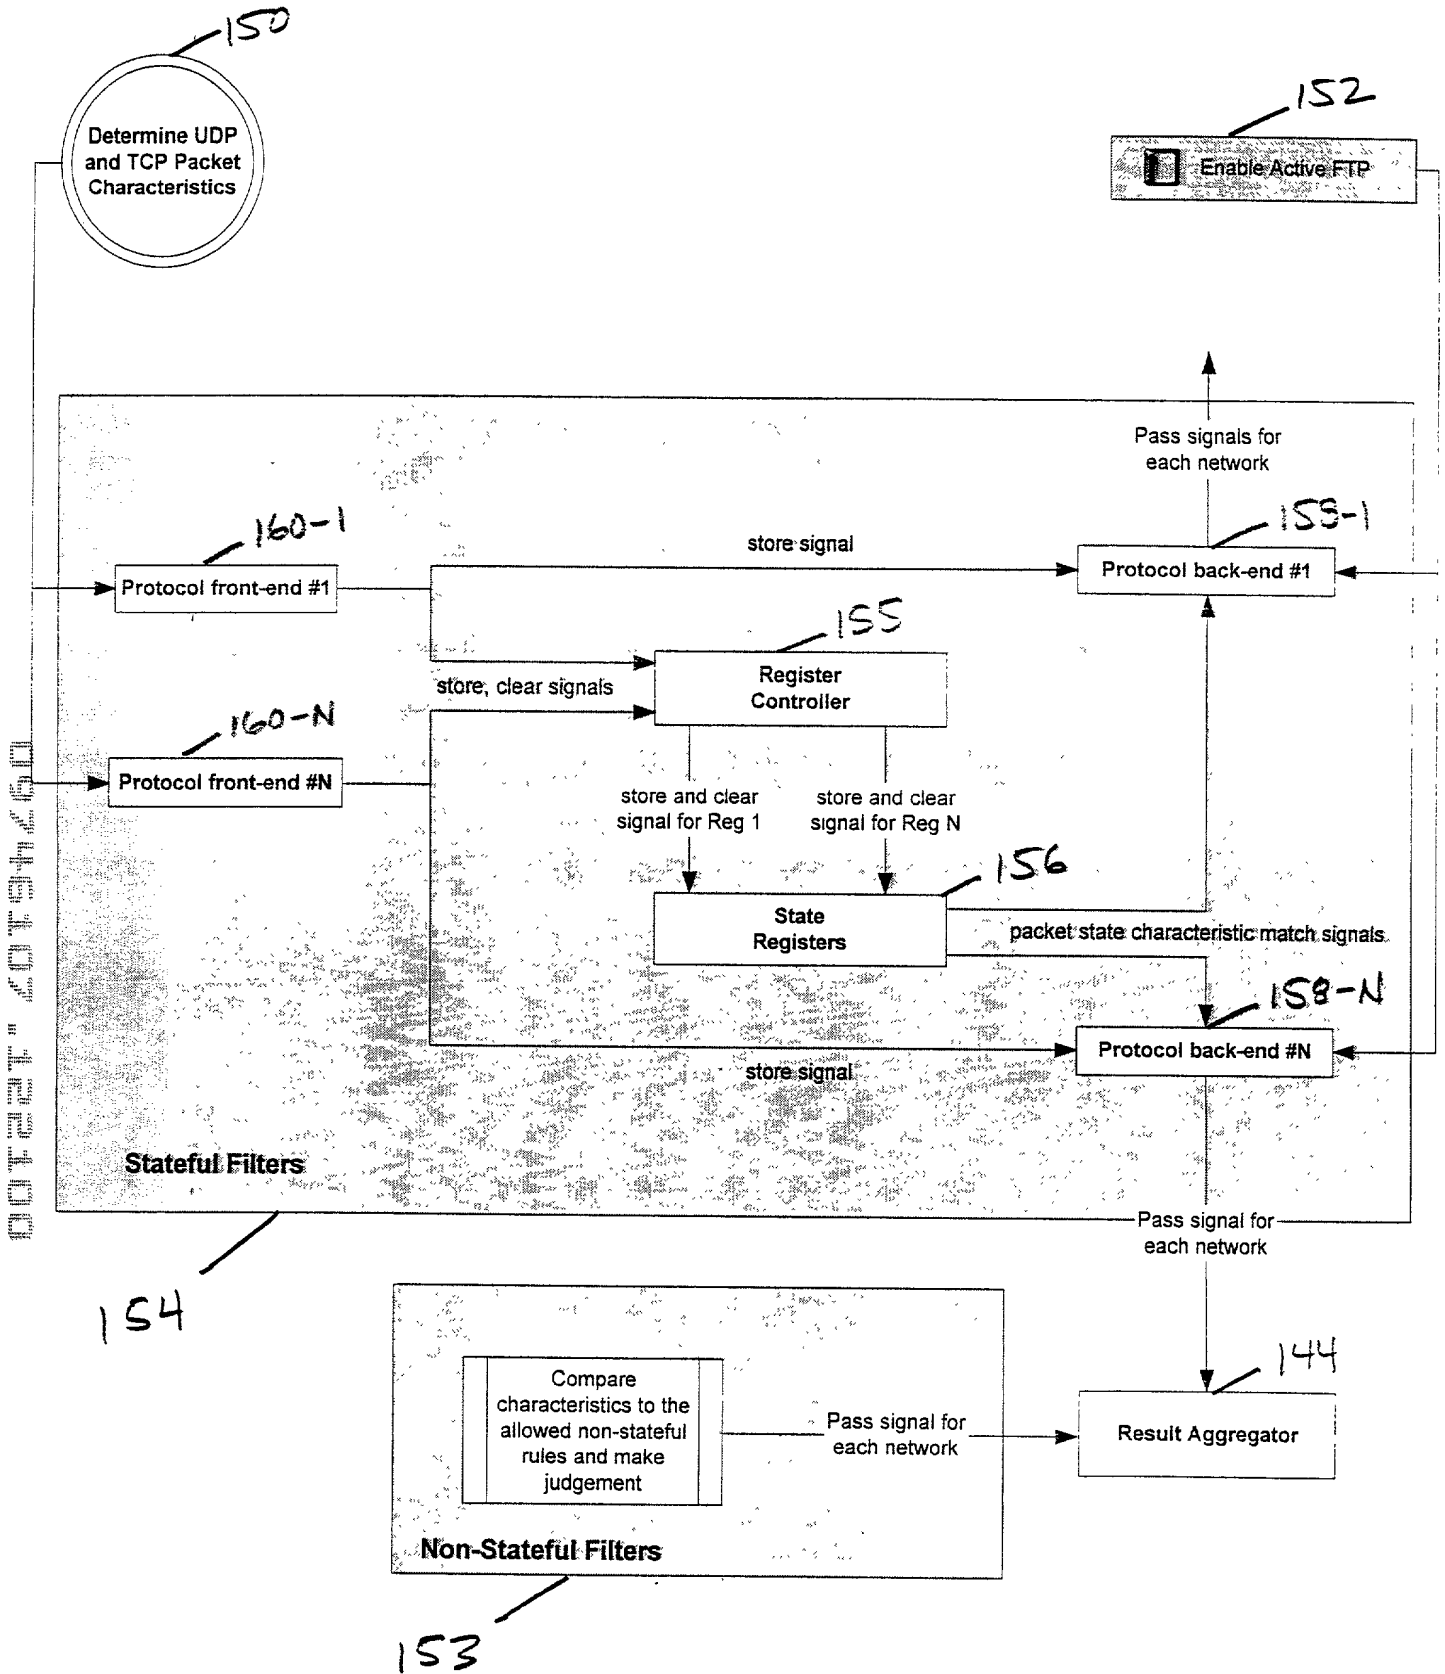 150
Determine UDP
and TCP Packet
Characteristics
152
Enable Active FTP
Pass signals for
each network
160-1
158-1
store signal
Protocol front-end #1
Protocol back-end #1
155
Register
Controller
store, clear signals
160-N
Protocol front-end #N
store and clear
signal for Reg 1
store and clear
signal for Reg N
156
State
Registers
packet state characteristic match signals
158-N
Protocol back-end #N
store signal
Stateful Filters
Pass signal for
each network
154
144
Compare
characteristics to the
allowed non-stateful
rules and make
judgement
Pass signal for
each network
Result Aggregator
Non-Stateful Filters
153